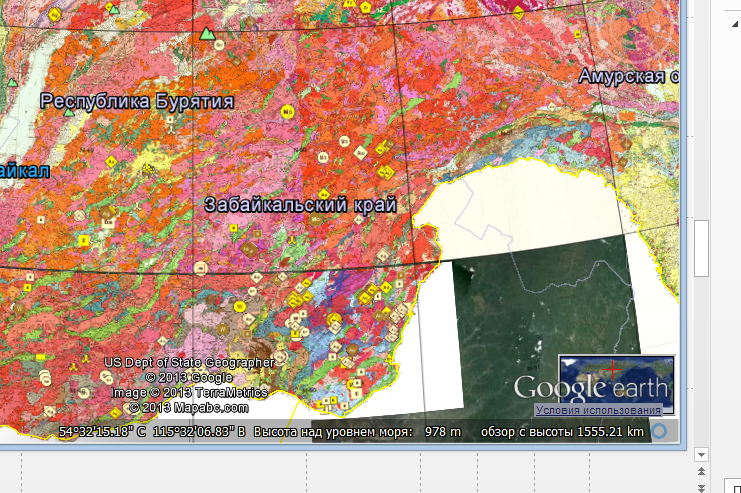 Амурская о
Республика Бурятия
айкал
Забайкальский край
US Dept of State Geographer
© 2013 Google
Image © 2013 TerraMetrics
© 2013 Mapabc.com
Google earth
Условия использования
54°32'15.18" С 115°32'06.83" В Высота над уровнем моря: 978 m обзор с высоты 1555.21 km